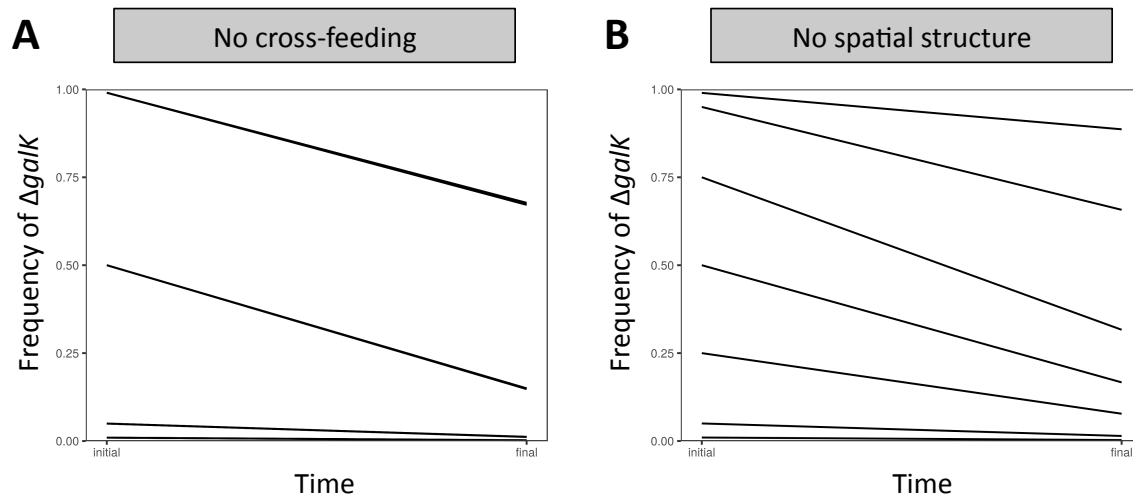 A
No cross-feeding
1.00
0.75
0.50
0.25
0.00
Frequency of ΔgalK
initial
final
Time
B
No spatial structure
1.00
0.75
0.50
0.25
0.00
Frequency of ΔgalK
initial
final
Time